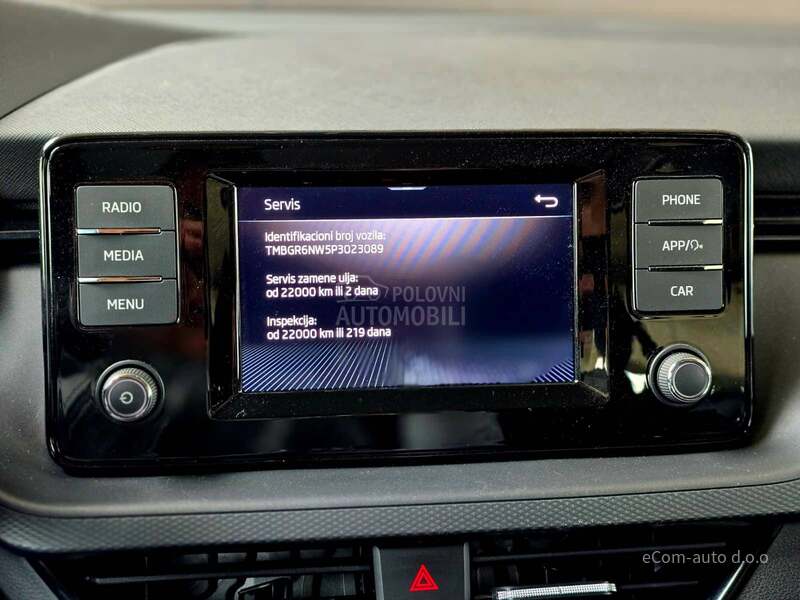 RADIO
MEDIA
MENU
Servis
Identifikacioni broj vozila:
TMBGR6NW5P3023089
Servis zamene ulja:
od 22000 km ili 2 dana
Inspekcija:
od 22000 km ili 219 dana
POLOVNI
AUTOMOBILI
PHONE
APP/
CAR
eCom-auto d.o.o